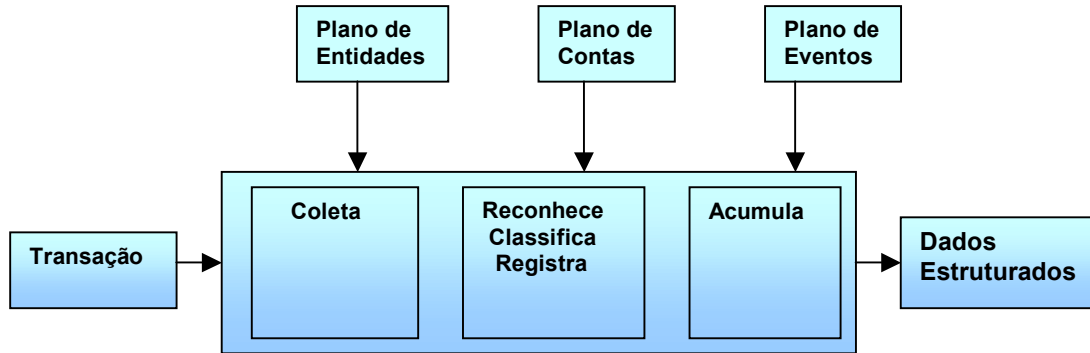 Plano de
Entidades
Plano de
Contas
Plano de
Eventos
Coleta
Reconhece
Classifica
Registra
Acumula
Transação
Dados
Estruturados